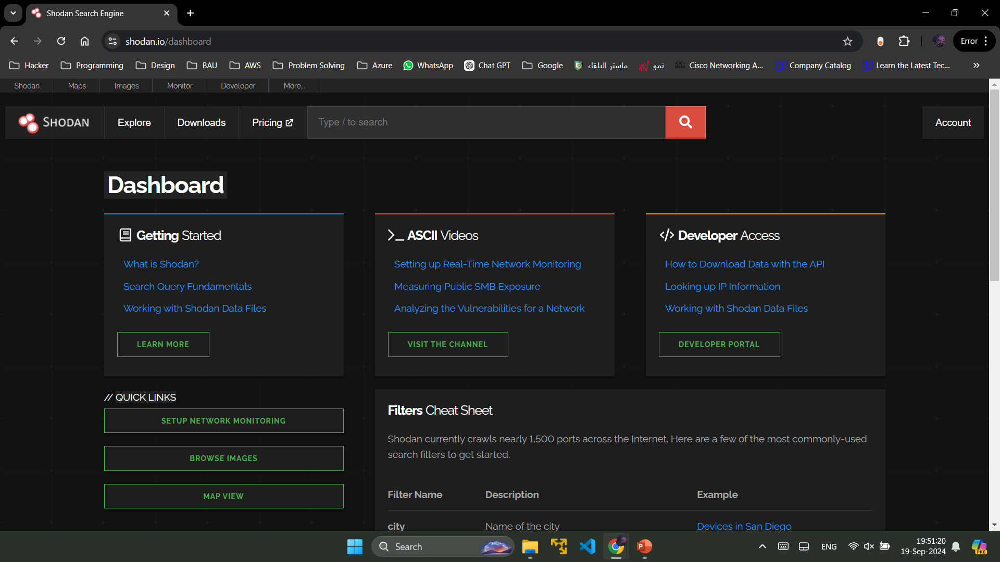 Shodan Search Engine
shodan.io/dashboard
Error
Hacker
Programming
Design
BAU
AWS
Problem Solving
Azure
WhatsApp
Chat GPT
Google
ماستر البلقاء
نمو
Cisco Networking A...
Company Catalog
Learn the Latest Tec...
Shodan
Maps
Images
Monitor
Developer
More...
SHODAN
Explore
Downloads
Pricing
Type / to search
Account
Dashboard
Getting Started
What is Shodan?
Search Query Fundamentals
Working with Shodan Data Files
LEARN MORE
ASCII Videos
Setting up Real-Time Network Monitoring
Measuring Public SMB Exposure
Analyzing the Vulnerabilities for a Network
VISIT THE CHANNEL
Developer Access
How to Download Data with the API
Looking up IP Information
Working with Shodan Data Files
DEVELOPER PORTAL
// QUICK LINKS
SETUP NETWORK MONITORING
BROWSE IMAGES
MAP VIEW
Filters Cheat Sheet
Shodan currently crawls nearly 1,500 ports across the Internet. Here are a few of the most commonly-used
search filters to get started.
Filter Name Description Example
city Name of the city Devices in San Diego
Search
ENG
19:51:20
19-Sep-2024
PRE